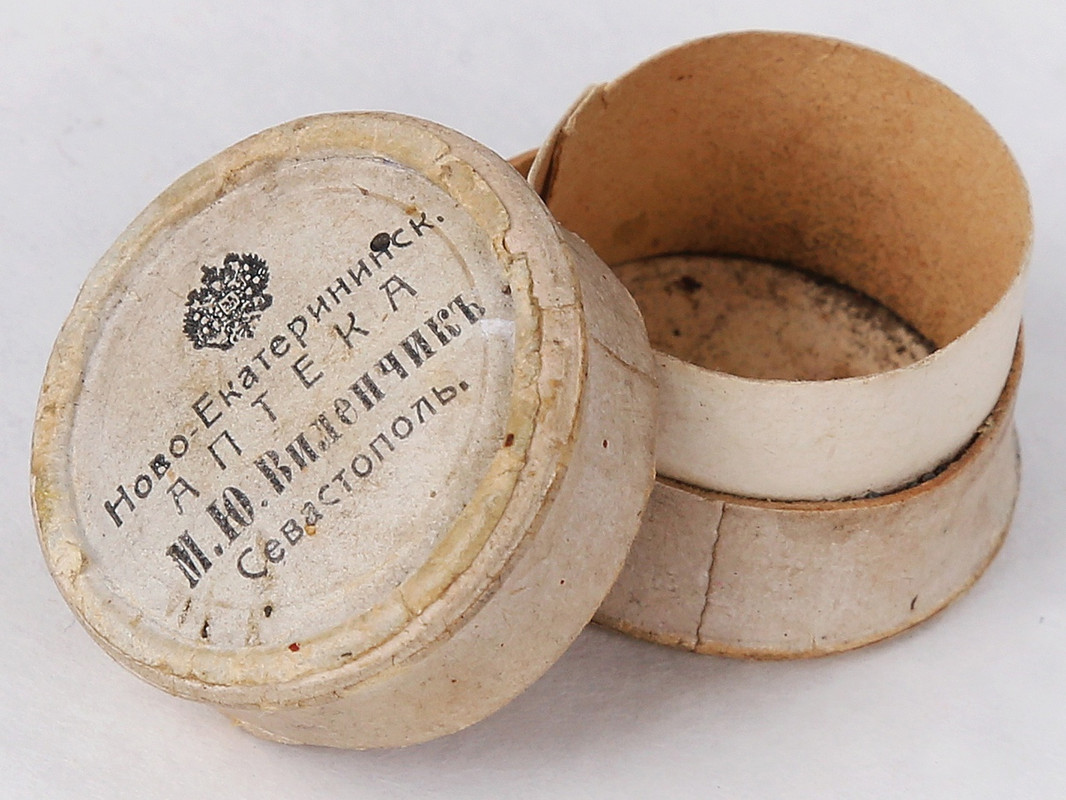 Ново-Екатерининск.
АПТЕКА
М.Ю. Виленчикъ
Севастополь.